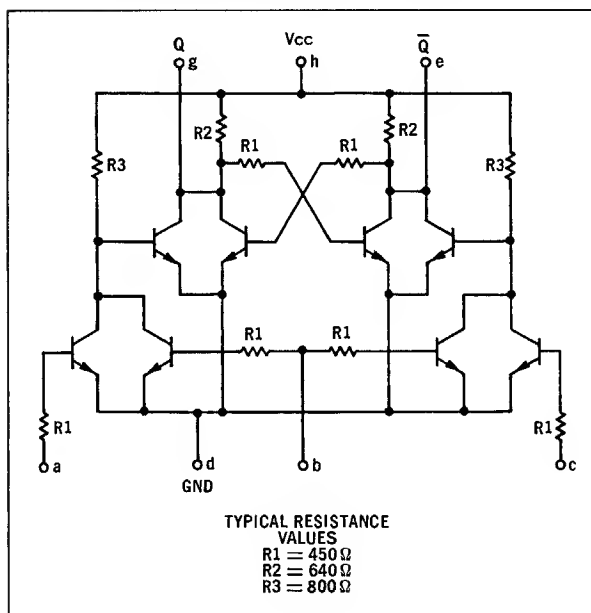 Q Vcc Q̅
g h e
R2 R1 R1 R2
R3 R3
R1 R1
R1 R1
a d b c
GND
TYPICAL RESISTANCE
VALUES
R1 = 450Ω
R2 = 640Ω
R3 = 800Ω